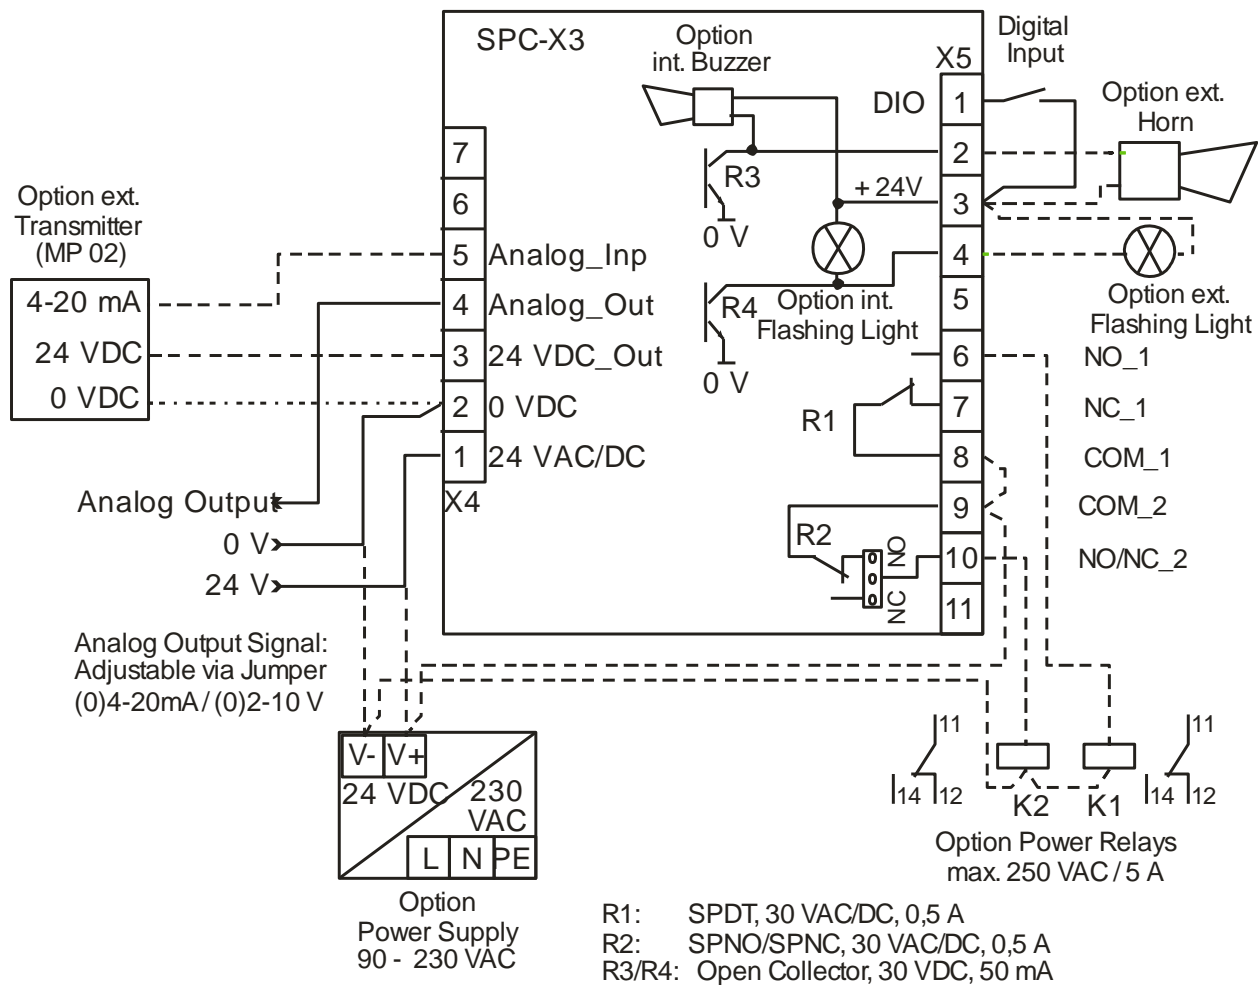 SPC-X3
Option
int. Buzzer
Digital
Input
X5
DIO
1
2
3
4
5
6
7
8
9
10
11
Option ext.
Horn
R3
+ 24V
0 V
R4
0 V
Option int.
Flashing Light
Option ext.
Flashing Light
NO_1
NC_1
COM_1
COM_2
NO/NC_2
R1
R2
NO
NC
7
6
5 Analog_Inp
4 Analog_Out
3 24 VDC_Out
2 0 VDC
1 24 VAC/DC
X4
Option ext.
Transmitter
(MP 02)
4-20 mA
24 VDC
0 VDC
Analog Output
0 V
24 V
Analog Output Signal:
Adjustable via Jumper
(0)4-20mA / (0)2-10 V
V- V+
24 VDC
230
VAC
L N PE
Option
Power Supply
90 - 230 VAC
11
14 12
K2
K1
11
14 12
Option Power Relays
max. 250 VAC / 5 A
R1: SPDT, 30 VAC/DC, 0,5 A
R2: SPNO/SPNC, 30 VAC/DC, 0,5 A
R3/R4: Open Collector, 30 VDC, 50 mA